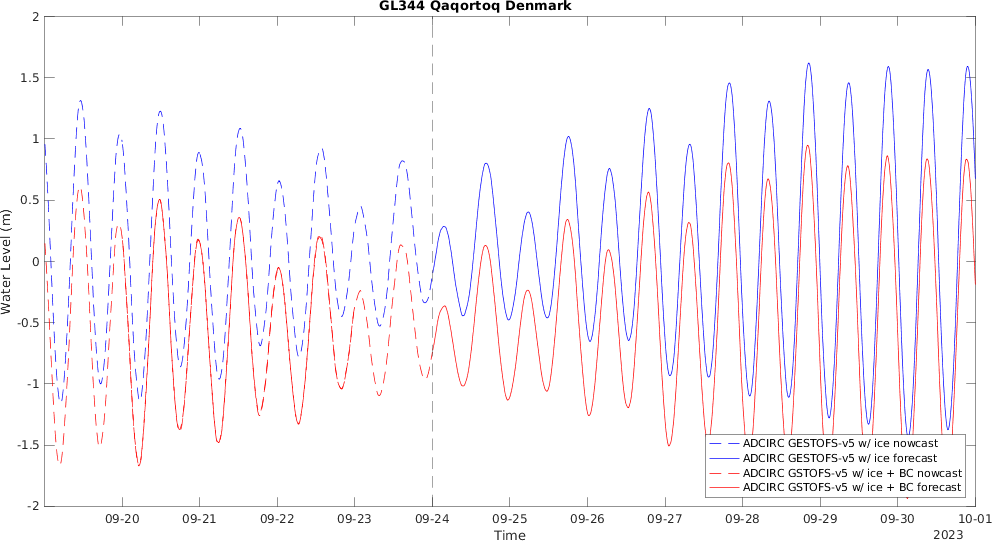 GL344 Qaqortoq Denmark
2
1.5
1
0.5
0
-0.5
-1
-1.5
-2
Water Level (m)
ADCIRC GESTOFS-v5 w/ ice nowcast
ADCIRC GESTOFS-v5 w/ ice forecast
ADCIRC GSTOFS-v5 w/ ice + BC nowcast
ADCIRC GSTOFS-v5 w/ ice + BC forecast
09-20 09-21 09-22 09-23 09-24 09-25 09-26 09-27 09-28 09-29 09-30 10-01
Time
2023